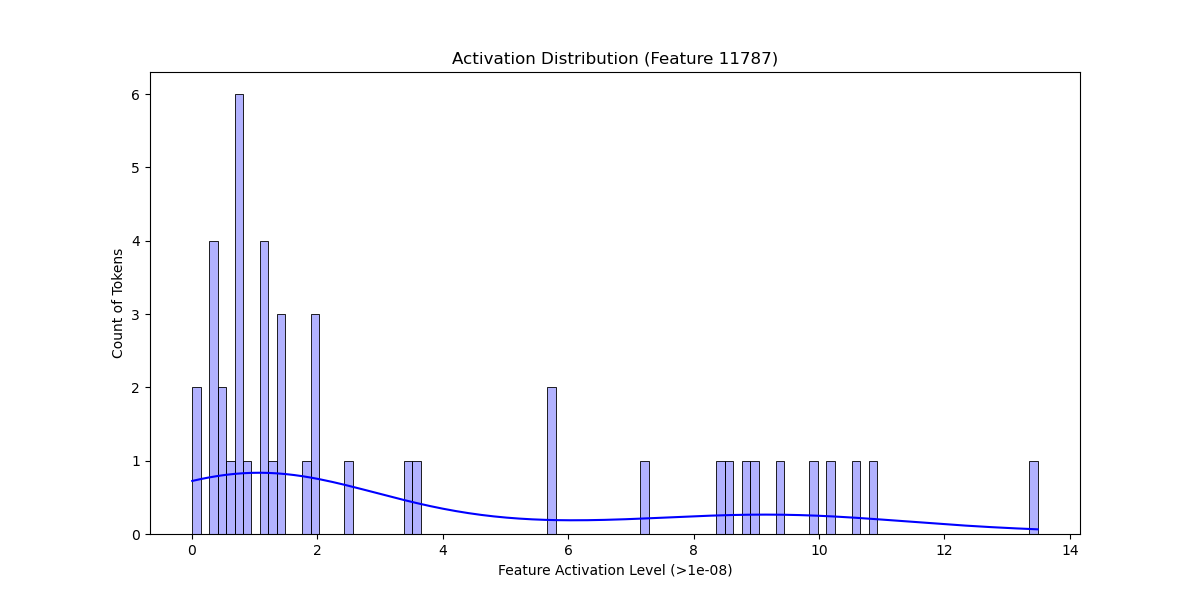 Activation Distribution (Feature 11787)
Count of Tokens
6
5
4
3
2
1
0
0 2 4 6 8 10 12 14
Feature Activation Level (>1e-08)